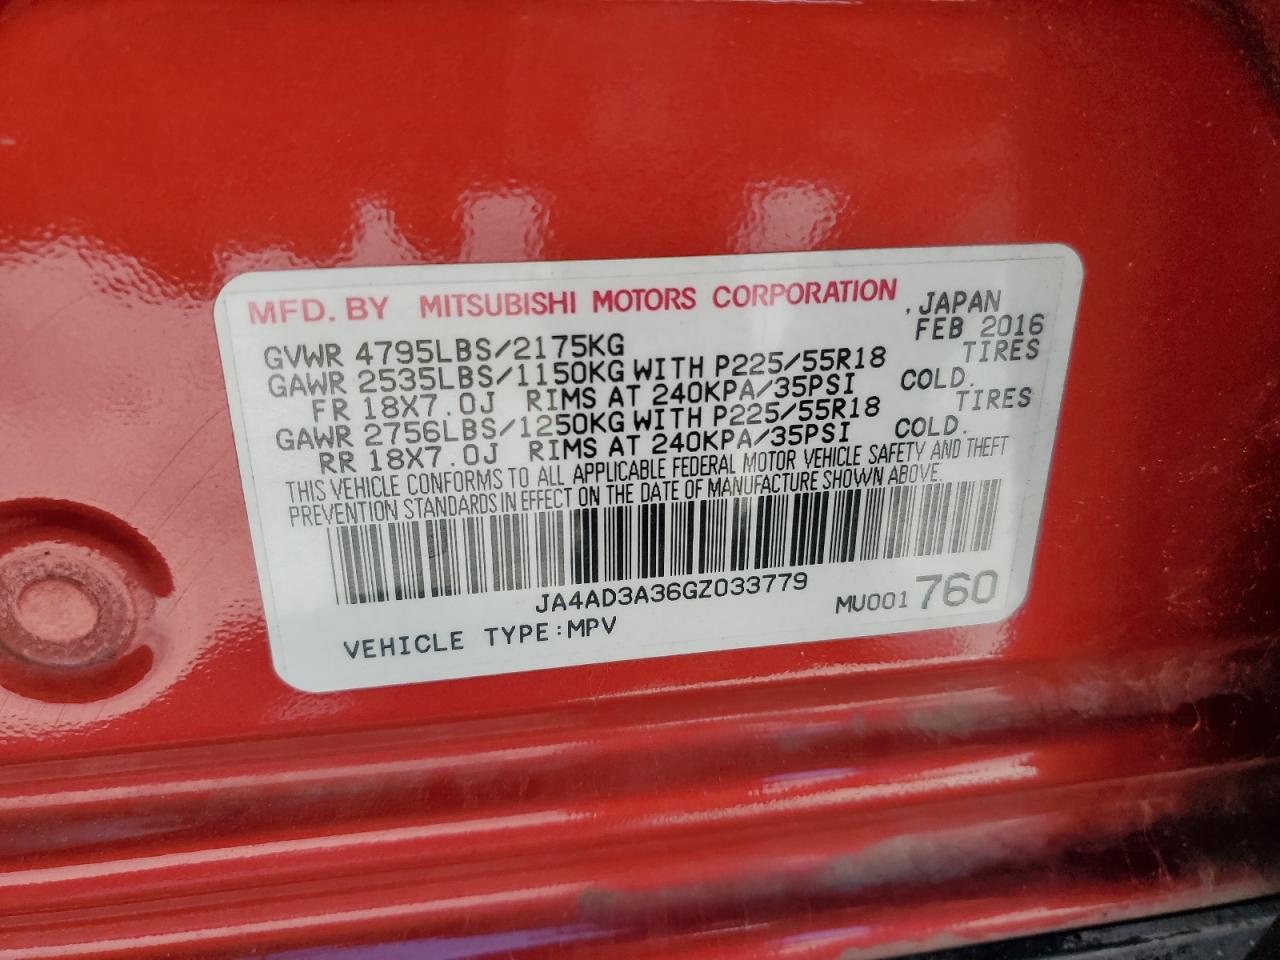 MFD. BY MITSUBISHI MOTORS CORPORATION , JAPAN
FEB 2016
GVWR 4795LBS/2175KG
GAWR 2535LBS/1150KG WITH P225/55R18 TIRES
FR 18X7.0J RIMS AT 240KPA/35PSI COLD.
GAWR 2756LBS/1250KG WITH P225/55R18 TIRES
RR 18X7.0J RIMS AT 240KPA/35PSI COLD.
THIS VEHICLE CONFORMS TO ALL APPLICABLE FEDERAL MOTOR VEHICLE SAFETY AND THEFT
PREVENTION STANDARDS IN EFFECT ON THE DATE OF MANUFACTURE SHOWN ABOVE.
JA4AD3A36GZ033779
MU001760
VEHICLE TYPE:MPV